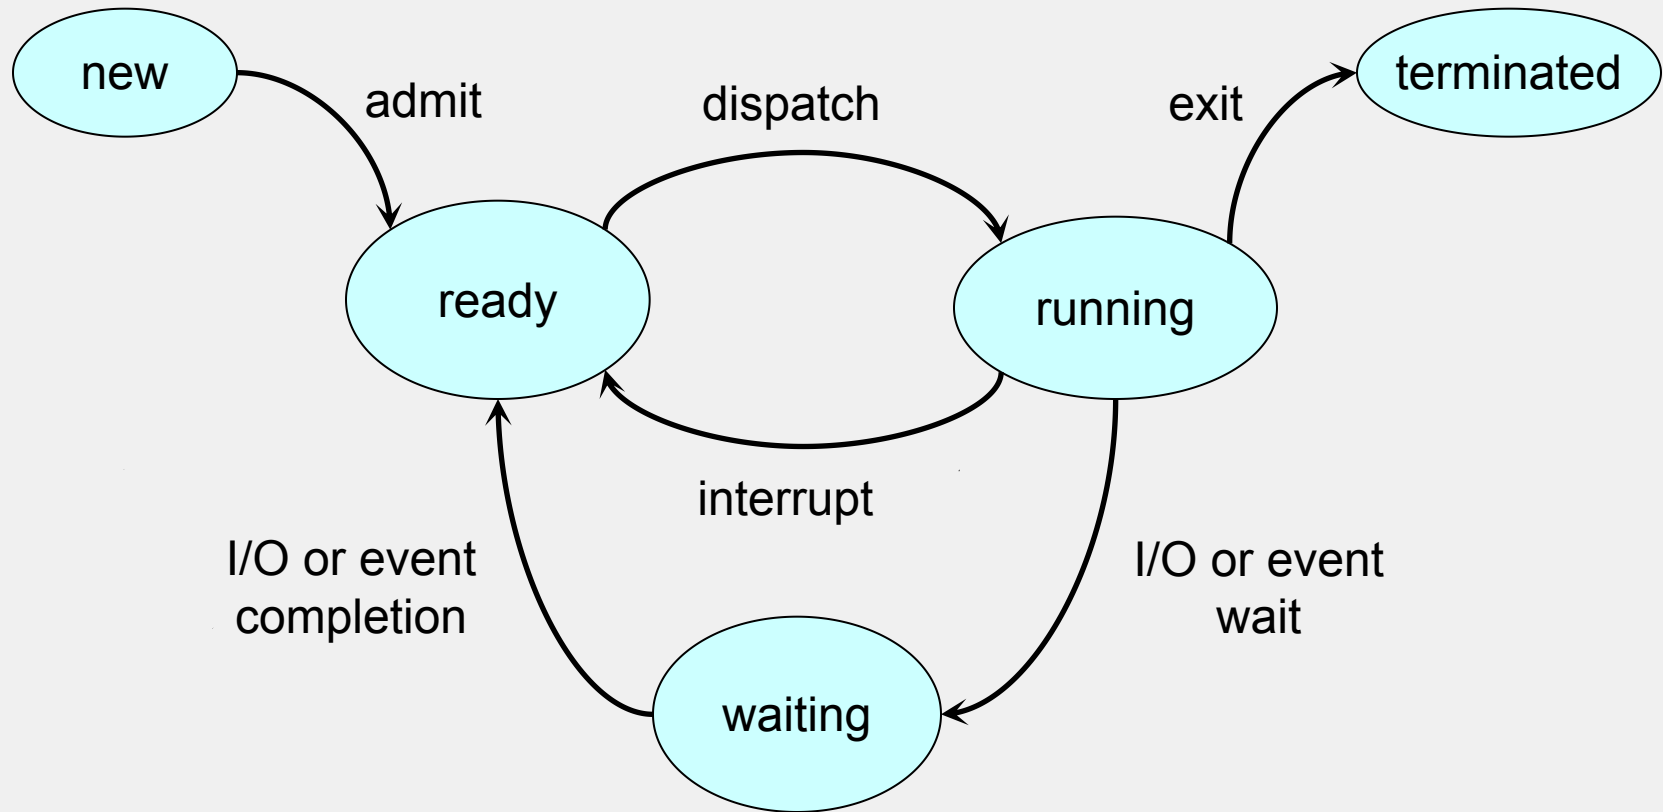 new
terminated
admit
dispatch
exit
ready
running
interrupt
I/O or event
completion
I/O or event
wait
waiting